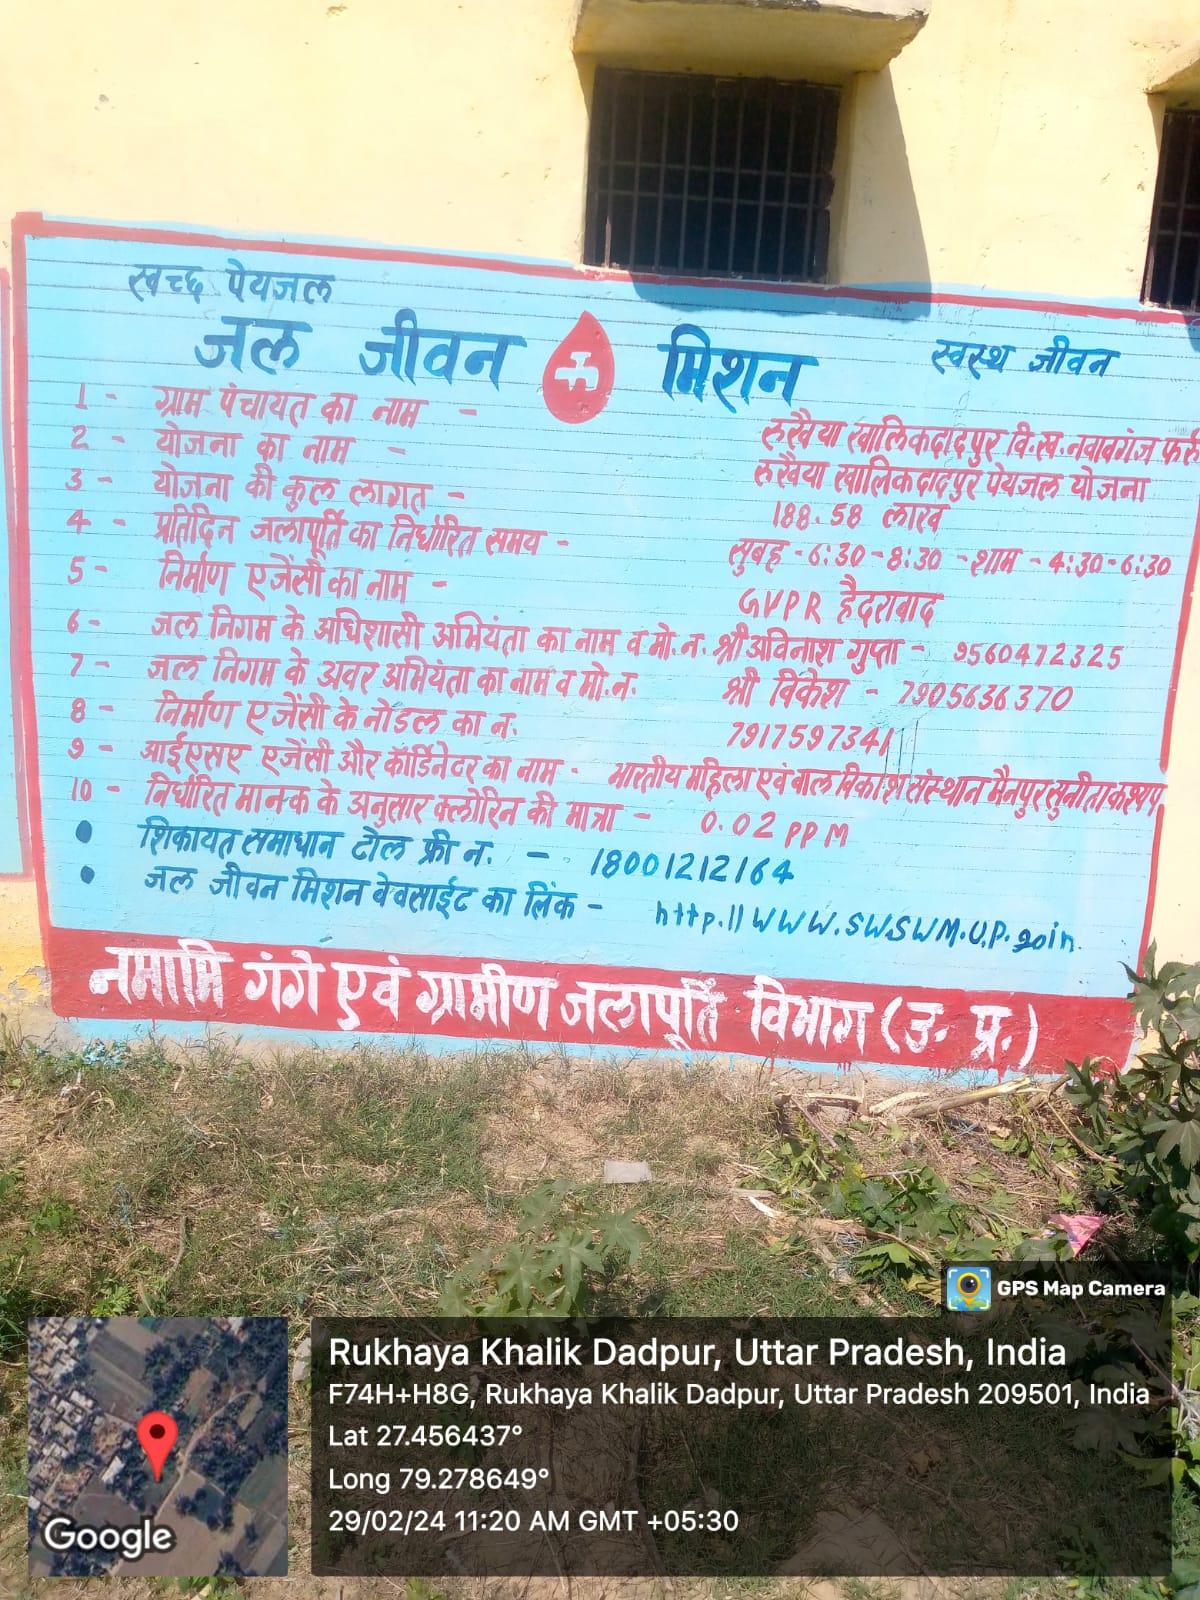 स्वच्छ पेयजल
जल जीवन मिशन
स्वस्थ जीवन
1 - ग्राम पंचायत का नाम - रुखैया खालिकदादपुर वि.ख. नवाबगंज फर्रु
2 - योजना का नाम - रुखैया खालिकदादपुर पेयजल योजना
3 - योजना की कुल लागत - 188.58 लाख
4 - प्रतिदिन जलापूर्ति का निर्धारित समय - सुबह - 6:30 - 8:30 - शाम - 4:30 - 6:30
5 - निर्माण एजेंसी का नाम - GVPR हैदराबाद
6 - जल निगम के अधिशासी अभियंता का नाम व मो.न. श्री अविनाश गुप्ता - 9560472325
7 - जल निगम के अवर अभियंता का नाम व मो.न. श्री विकेश - 7905636370
8 - निर्माण एजेंसी के नोडल का न. 7917597341
9 - आईएसए एजेंसी और कॉर्डिनेटर का नाम - भारतीय महिला एवं बाल विकाश संस्थान मैनपुर सुनीता कश्यप
10 - निर्धारित मानक के अनुसार क्लोरिन की मात्रा - 0.02 PPM
• शिकायत समाधान टोल फ्री न. - 18001212164
• जल जीवन मिशन वेवसाईट का लिंक - http.//WWW.SWSWM.U.P.goin.
नमामि गंगे एवं ग्रामीण जलापूर्ति विभाग (उ. प्र.)
GPS Map Camera
Rukhaya Khalik Dadpur, Uttar Pradesh, India
F74H+H8G, Rukhaya Khalik Dadpur, Uttar Pradesh 209501, India
Lat 27.456437°
Long 79.278649°
29/02/24 11:20 AM GMT +05:30
Google